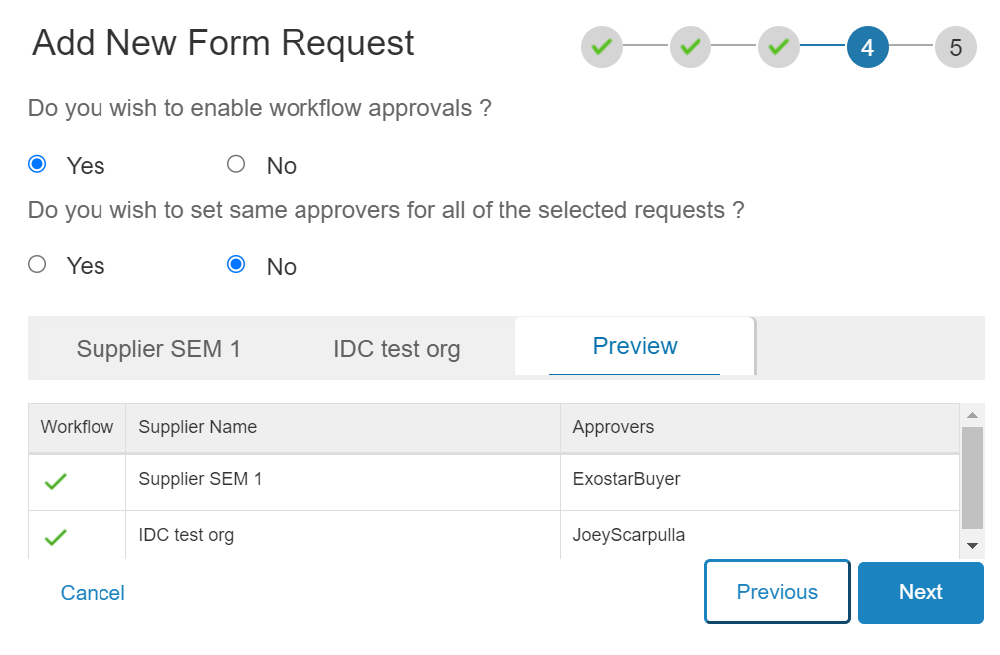 Add New Form Request
4
5
Do you wish to enable workflow approvals ?
Yes
No
Do you wish to set same approvers for all of the selected requests ?
Yes
No
Supplier SEM 1
IDC test org
Preview
Workflow
Supplier Name
Approvers
Supplier SEM 1
ExostarBuyer
IDC test org
JoeyScarpulla
Cancel
Previous
Next